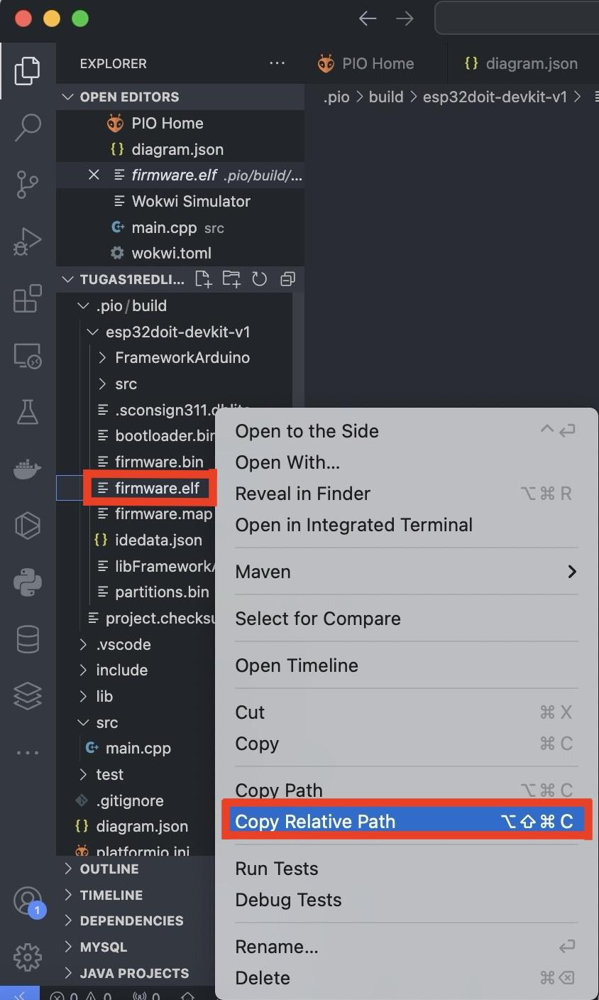 EXPLORER ...
PIO Home
{} diagram.json
OPEN EDITORS
.pio > build > esp32doit-devkit-v1 >
PIO Home
{} diagram.json
firmware.elf .pio/build/...
Wokwi Simulator
main.cpp src
wokwi.toml
TUGAS1REDLI...
.pio/build
esp32doit-devkit-v1
FrameworkArduino
src
.sconsign311.dblite
bootloader.bin
firmware.bin
firmware.elf
firmware.map
{} idedata.json
libFramework
partitions.bin
project.checksu
.vscode
include
lib
src
main.cpp
test
.gitignore
{} diagram.json
platformio.ini
OUTLINE
TIMELINE
DEPENDENCIES
MYSQL
JAVA PROJECTS
1
0 0 0
Open to the Side ^ ↩
Open With...
Reveal in Finder ⌥ ⌘ R
Open in Integrated Terminal
Maven >
Select for Compare
Open Timeline
Cut ⌘ X
Copy ⌘ C
Copy Path ⌥ ⌘ C
Copy Relative Path ⌥ ⇧ ⌘ C
Run Tests
Debug Tests
Rename... ↩
Delete ⌘ ⌫